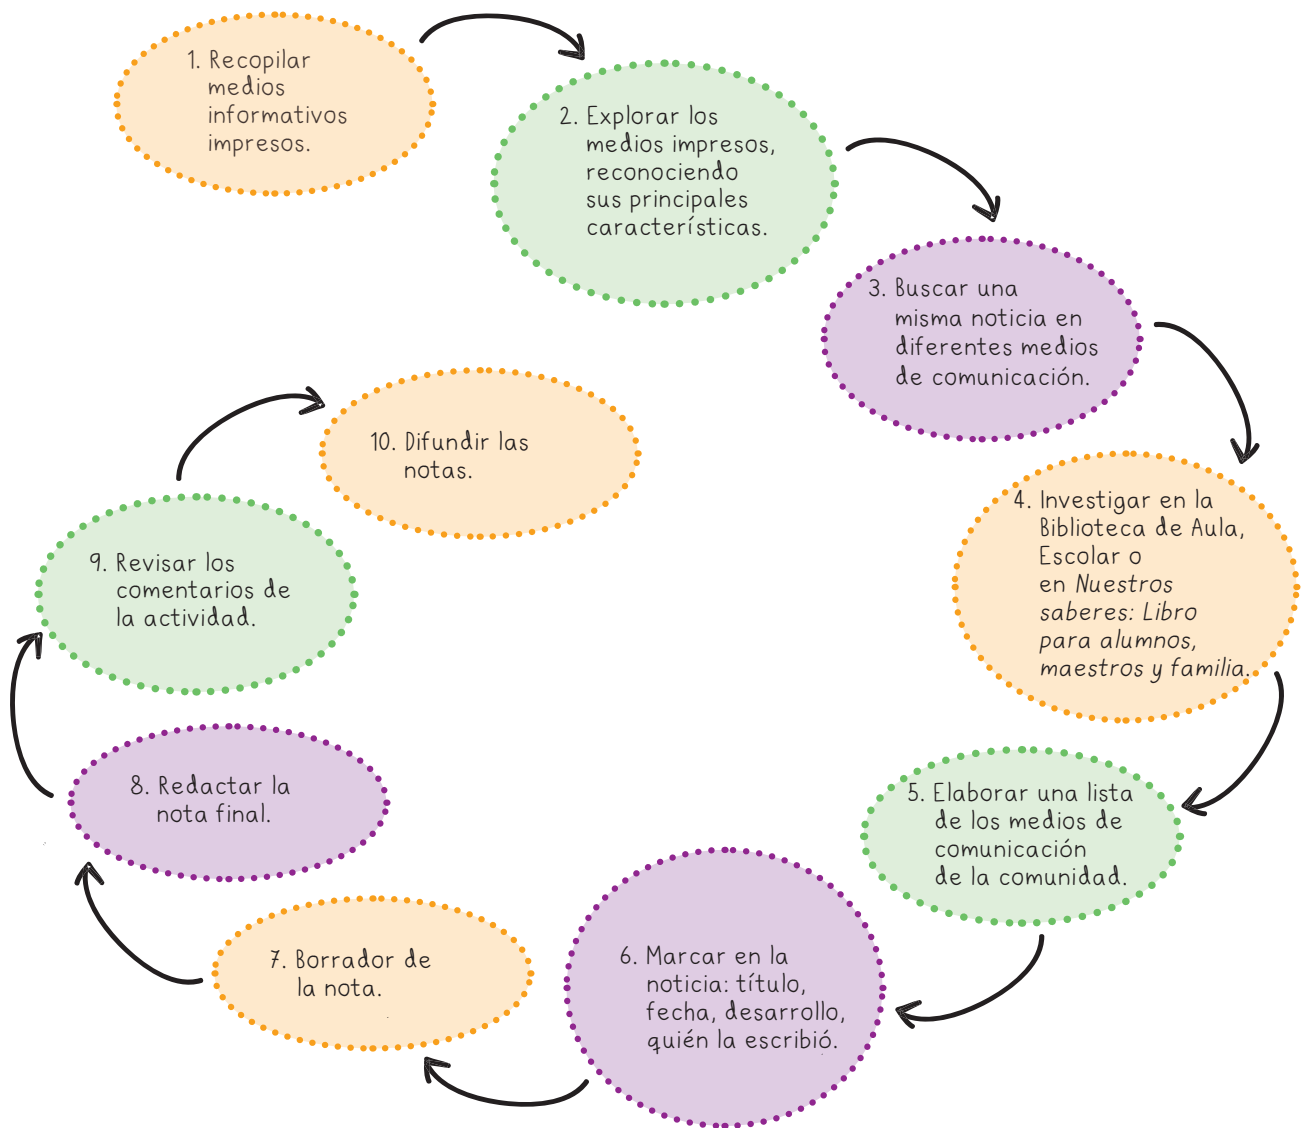 1. Recopilar
medios
informativos
impresos.
2. Explorar los
medios impresos,
reconociendo
sus principales
características.
3. Buscar una
misma noticia en
diferentes medios
de comunicación.
4. Investigar en la
Biblioteca de Aula,
Escolar o
en Nuestros
saberes: Libro
para alumnos,
maestros y familia.
5. Elaborar una lista
de los medios de
comunicación
de la comunidad.
6. Marcar en la
noticia: título,
fecha, desarrollo,
quién la escribió.
7. Borrador de
la nota.
8. Redactar la
nota final.
9. Revisar los
comentarios de
la actividad.
10. Difundir las
notas.